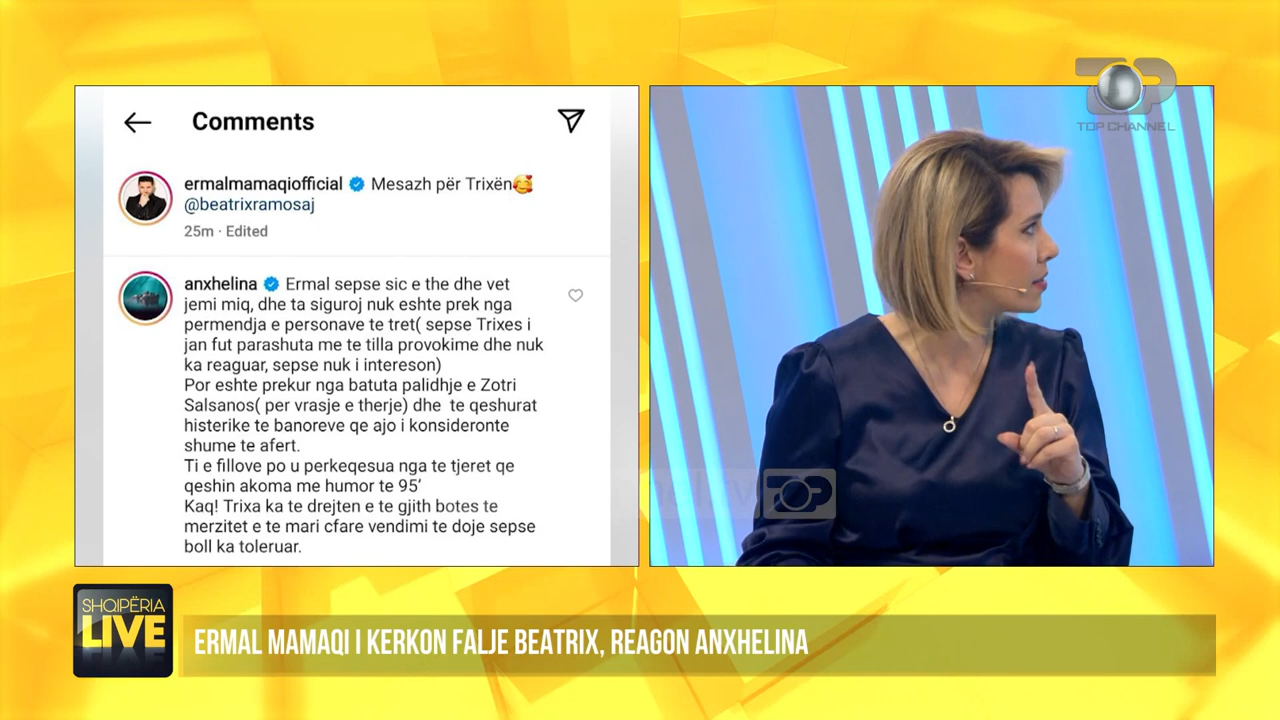 Comments
ermalmamaqiofficial Mesazh për Trixën🥰
@beatrixramosaj
25m · Edited
anxhelina Ermal sepse sic e the dhe vet
jemi miq, dhe ta siguroj nuk eshte prek nga
permendja e personave te tret( sepse Trixes i
jan fut parashuta me te tilla provokime dhe nuk
ka reaguar, sepse nuk i intereson)
Por eshte prekur nga batuta palidhje e Zotri
Salsanos( per vrasje e therje) dhe te qeshurat
histerike te banoreve qe ajo i konsideronte
shume te afert.
Ti e fillove po u perkeqesua nga te tjeret qe
qeshin akoma me humor te 95’
Kaq! Trixa ka te drejten e te gjith botes te
merzitet e te mari cfare vendimi te doje sepse
boll ka toleruar.
TOP
TOP CHANNEL
TOP
SHQIPËRIA
LIVE
ERMAL MAMAQI I KERKON FALJE BEATRIX, REAGON ANXHELINA